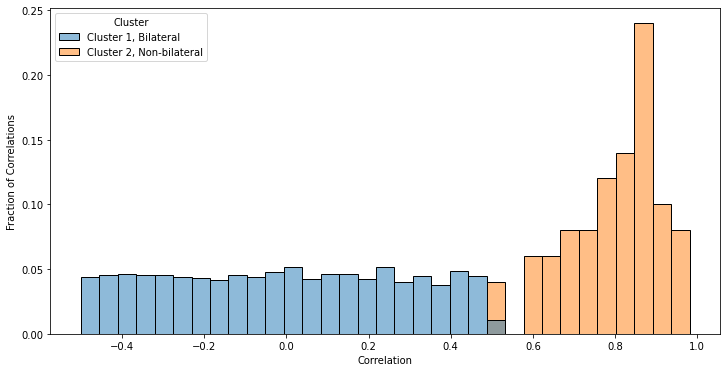 Cluster
Cluster 1, Bilateral
Cluster 2, Non-bilateral
Fraction of Correlations
0.25
0.20
0.15
0.10
0.05
0.00
−0.4 −0.2 0.0 0.2 0.4 0.6 0.8 1.0
Correlation